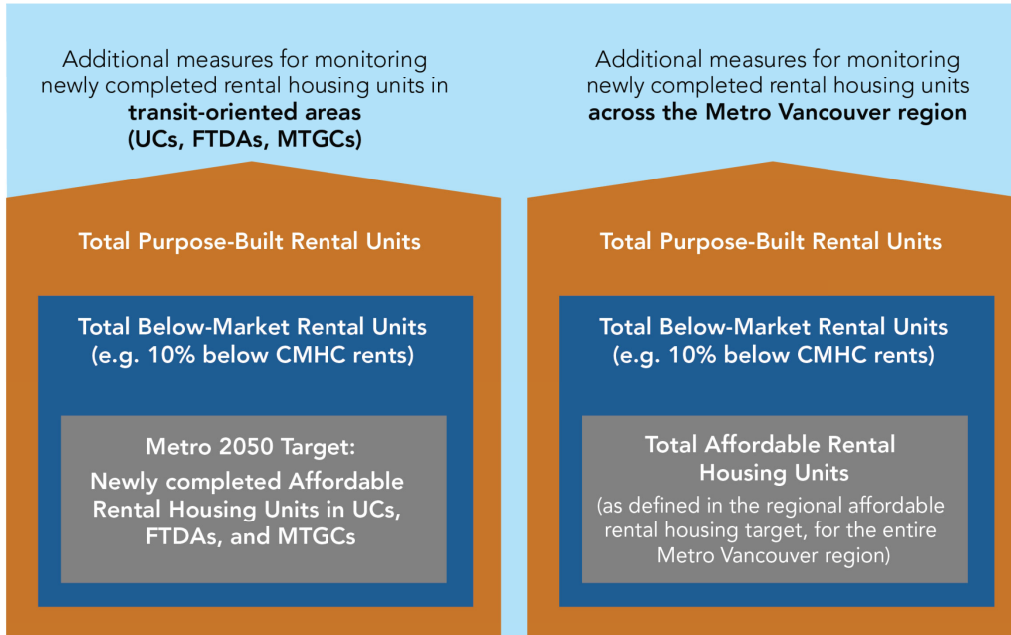 Additional measures for monitoring
newly completed rental housing units in
transit-oriented areas
(UCs, FTDAs, MTGCs)
Total Purpose-Built Rental Units
Total Below-Market Rental Units
(e.g. 10% below CMHC rents)
Metro 2050 Target:
Newly completed Affordable
Rental Housing Units in UCs,
FTDAs, and MTGCs
Additional measures for monitoring
newly completed rental housing units
across the Metro Vancouver region
Total Purpose-Built Rental Units
Total Below-Market Rental Units
(e.g. 10% below CMHC rents)
Total Affordable Rental
Housing Units
(as defined in the regional affordable
rental housing target, for the entire
Metro Vancouver region)